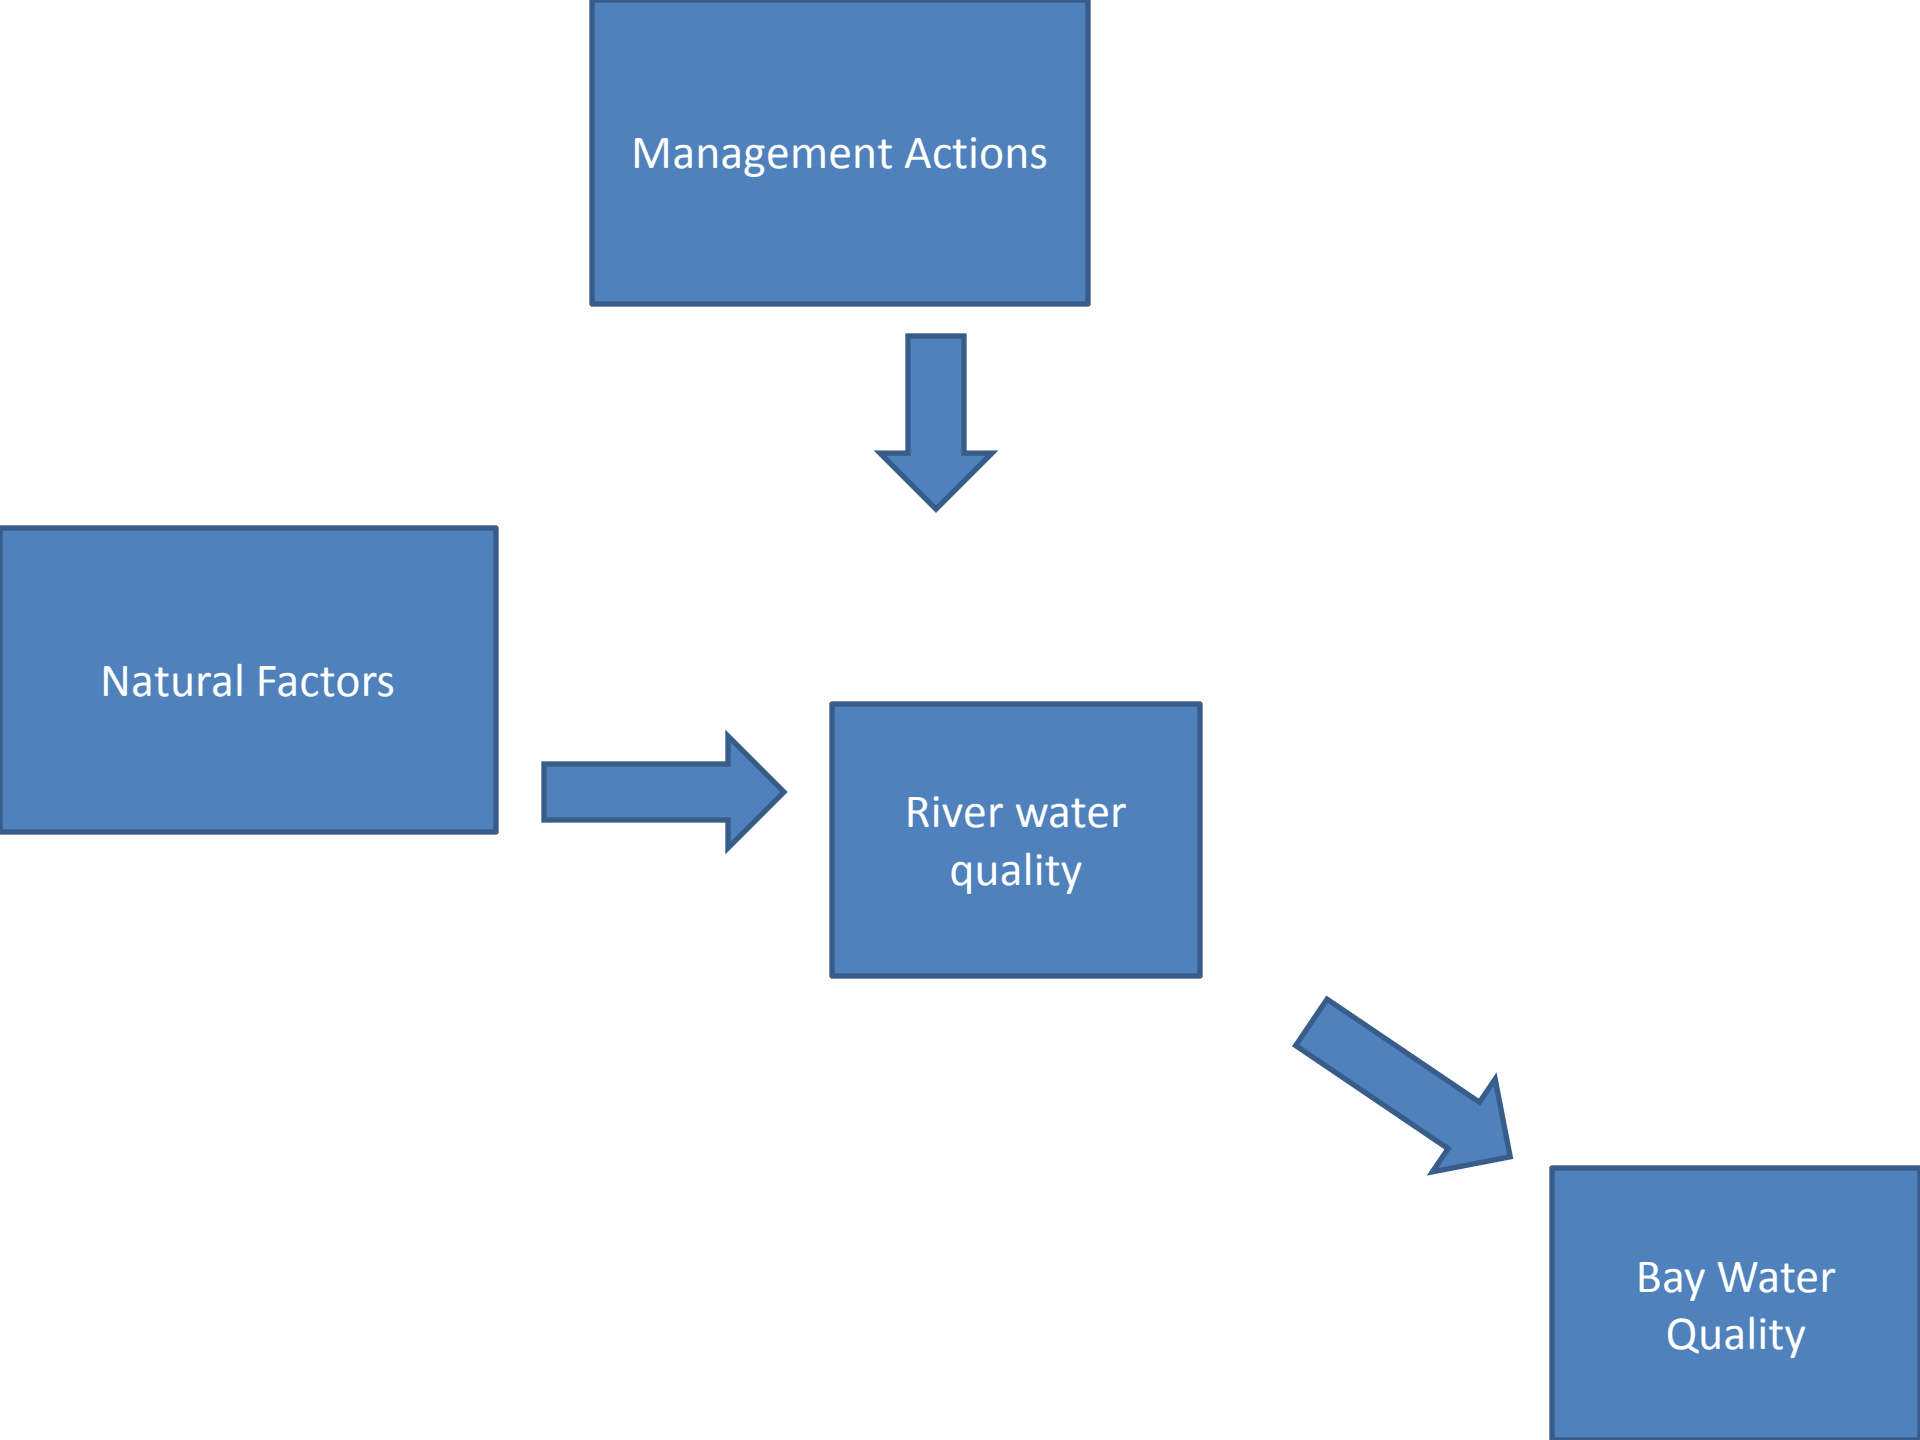 Management Actions
Natural Factors
River water
quality
Bay Water
Quality